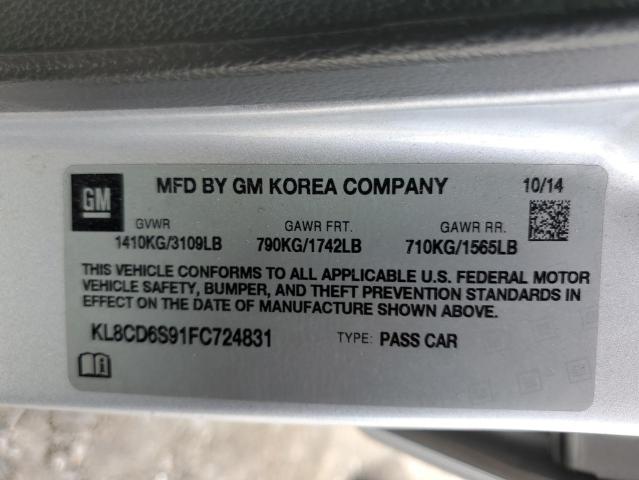 GM
MFD BY GM KOREA COMPANY 10/14
GVWR GAWR FRT. GAWR RR.
1410KG/3109LB 790KG/1742LB 710KG/1565LB
THIS VEHICLE CONFORMS TO ALL APPLICABLE U.S. FEDERAL MOTOR
VEHICLE SAFETY, BUMPER, AND THEFT PREVENTION STANDARDS IN
EFFECT ON THE DATE OF MANUFACTURE SHOWN ABOVE.
KL8CD6S91FC724831 TYPE: PASS CAR